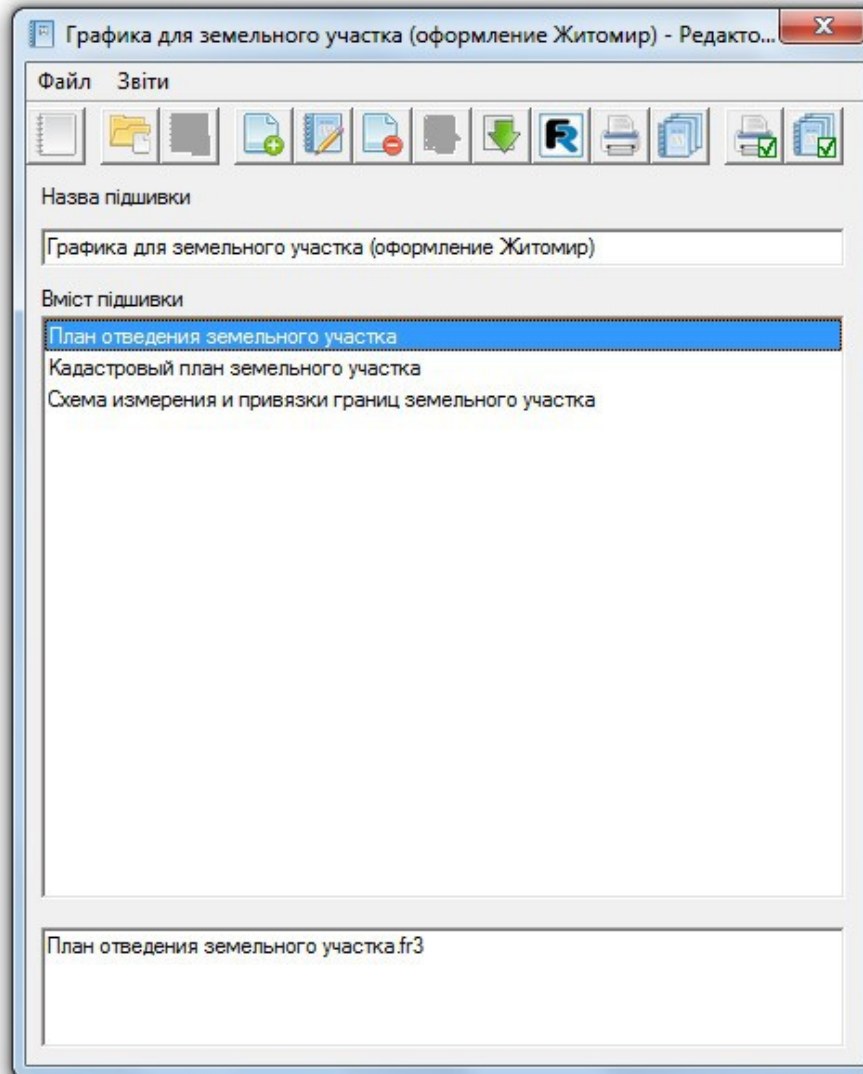 Графика для земельного участка (оформление Житомир) - Редакто...
Файл Звіти
Назва підшивки
Графика для земельного участка (оформление Житомир)
Вміст підшивки
План отведения земельного участка
Кадастровый план земельного участка
Схема измерения и привязки границ земельного участка
План отведения земельного участка.fr3